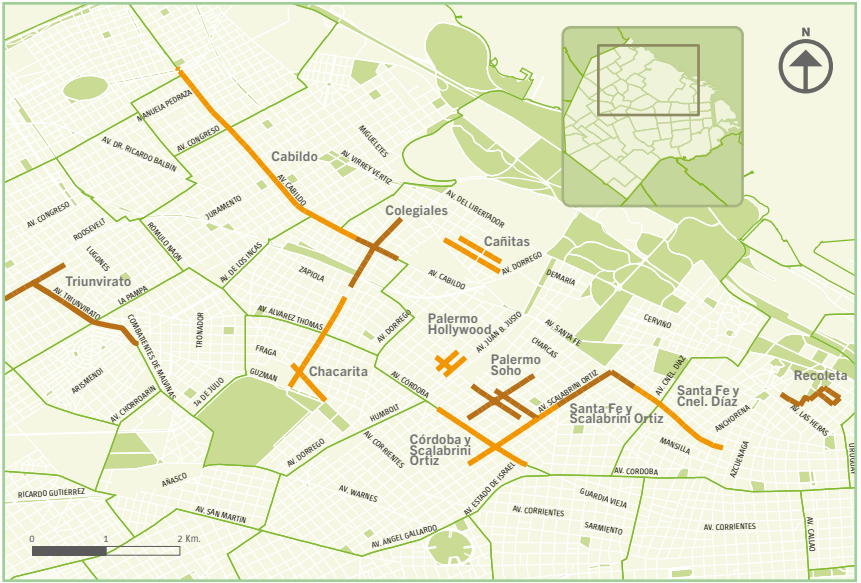 N
MANUELA PEDRAZA
AV. CONGRESO
AV. DR. RICARDO BALBIN
MIGUELETES
Cabildo
AV. VIRREY VERTIZ
AV. CABILDO
AV. CONGRESO
JURAMENTO
ROOSEVELT
ROMULO NAON
LUGONES
Colegiales
AV. DEL LIBERTADOR
Cañitas
AV. DORREGO
AV. DE LOS INCAS
ZAPIOLA
AV. CABILDO
DEMARIA
Triunvirato
LA PAMPA
AV. TRIUNVIRATO
COMBATIENTES DE MALVINAS
TRONADOR
AV. ALVAREZ THOMAS
AV. DORREGO
Palermo
Hollywood
AV. JUAN B. JUSTO
AV. SANTA FE
CERVINO
CHARCAS
FRAGA
GUZMAN
Chacarita
Palermo
Soho
AV. CORDOBA
AV. SCALABRINI ORTIZ
AV. CNEL. DIAZ
Santa Fe y
Cnel. Díaz
Recoleta
ARISMENDI
14 DE JULIO
AV. CHORROARIN
HUMBOLT
Santa Fe y
Scalabrini Ortiz
ANCHORENA
AV. LAS HERAS
AV. DORREGO
AV. CORRIENTES
Córdoba y
Scalabrini
Ortiz
MANSILLA
AZCUENAGA
AV. CORDOBA
AÑASCO
RICARDO GUTIERREZ
AV. SAN MARTIN
AV. WARNES
AV. ESTADO DE ISRAEL
GUARDIA VIEJA
AV. CORRIENTES
SARMIENTO
AV. CORRIENTES
AV. CALLAO
AV. ANGEL GALLARDO
0 1 2 Km.